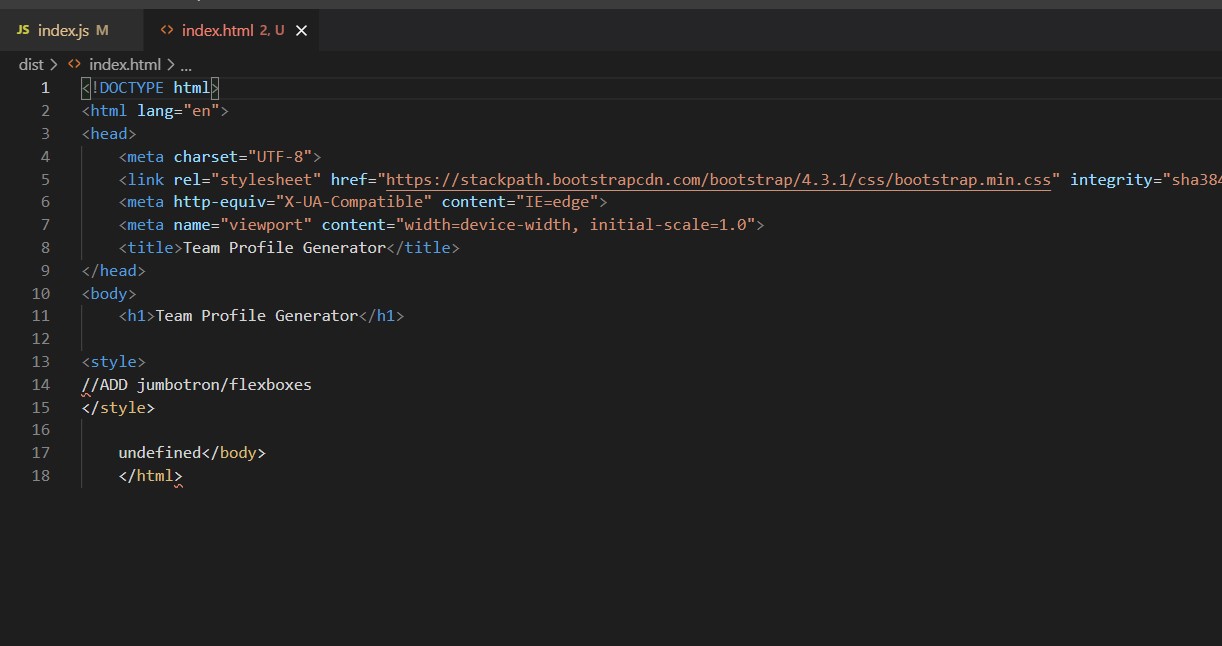 JS index.js M <> index.html 2, U ×
dist > <> index.html > ...
1 <!DOCTYPE html>
2 <html lang="en">
3 <head>
4 <meta charset="UTF-8">
5 <link rel="stylesheet" href="https://stackpath.bootstrapcdn.com/bootstrap/4.3.1/css/bootstrap.min.css" integrity="sha384
6 <meta http-equiv="X-UA-Compatible" content="IE=edge">
7 <meta name="viewport" content="width=device-width, initial-scale=1.0">
8 <title>Team Profile Generator</title>
9 </head>
10 <body>
11 <h1>Team Profile Generator</h1>
12
13 <style>
14 //ADD jumbotron/flexboxes
15 </style>
16
17 undefined</body>
18 </html>